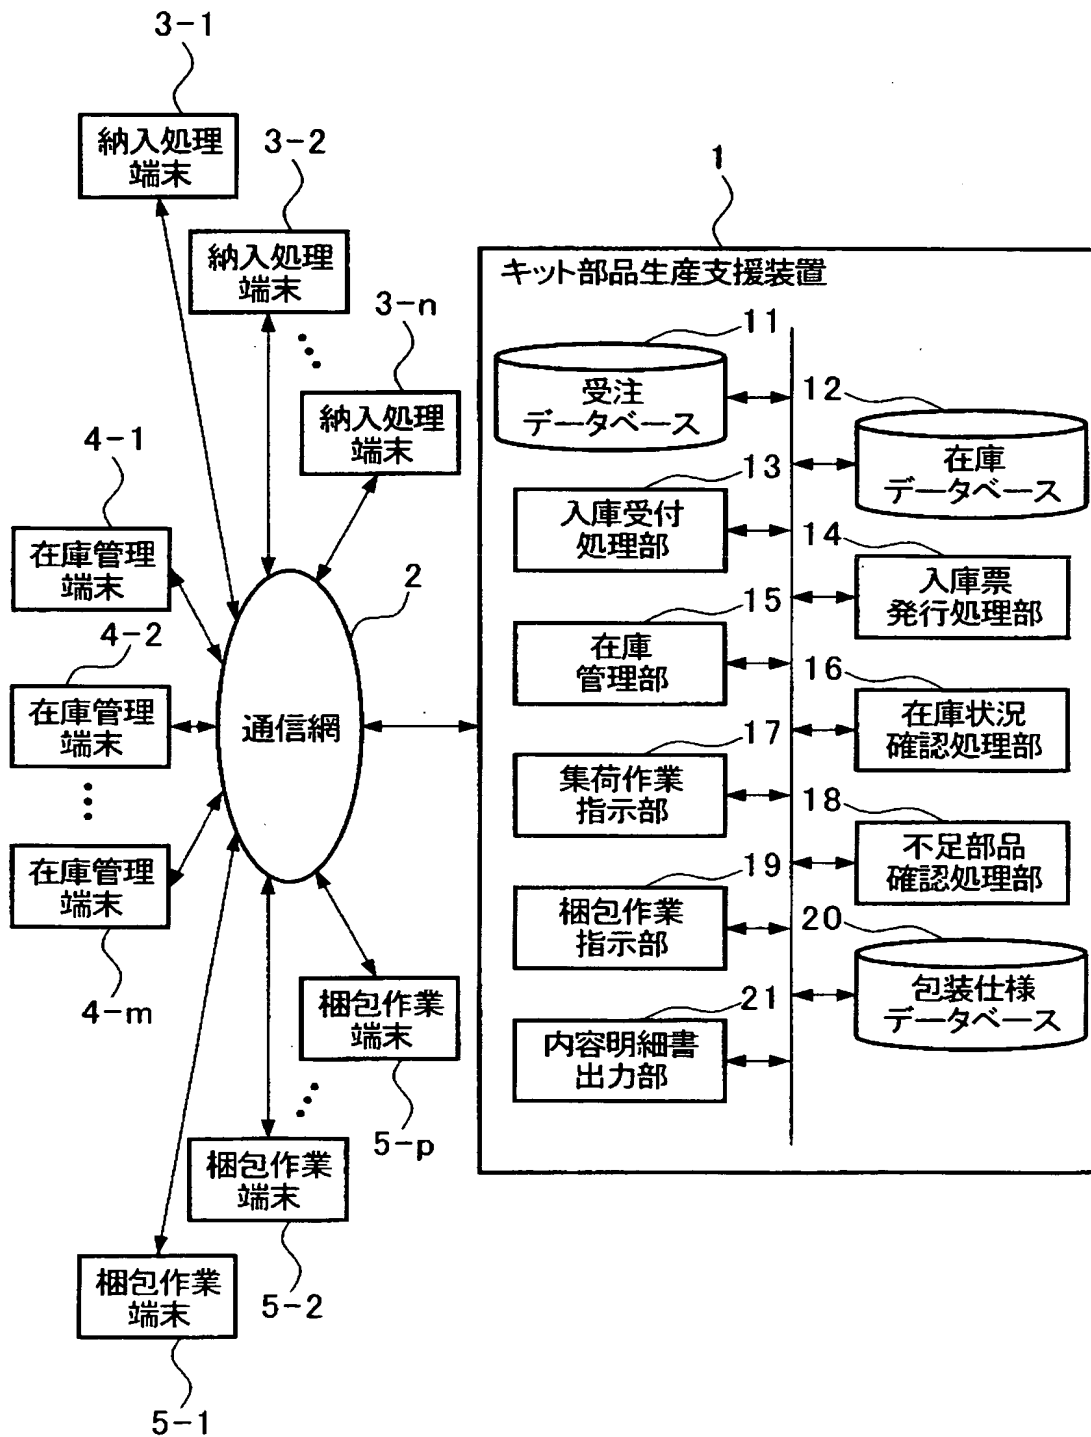 3-1
納入処理
端末
3-2
納入処理
端末
3-n
納入処理
端末
4-1
在庫管理
端末
4-2
在庫管理
端末
在庫管理
端末
4-m
2
通信網
梱包作業
端末
5-p
梱包作業
端末
5-2
梱包作業
端末
5-1
1
キット部品生産支援装置
11
受注
データベース
12
在庫
データベース
13
入庫受付
処理部
14
入庫票
発行処理部
15
在庫
管理部
16
在庫状況
確認処理部
17
集荷作業
指示部
18
不足部品
確認処理部
19
梱包作業
指示部
20
包装仕様
データベース
21
内容明細書
出力部